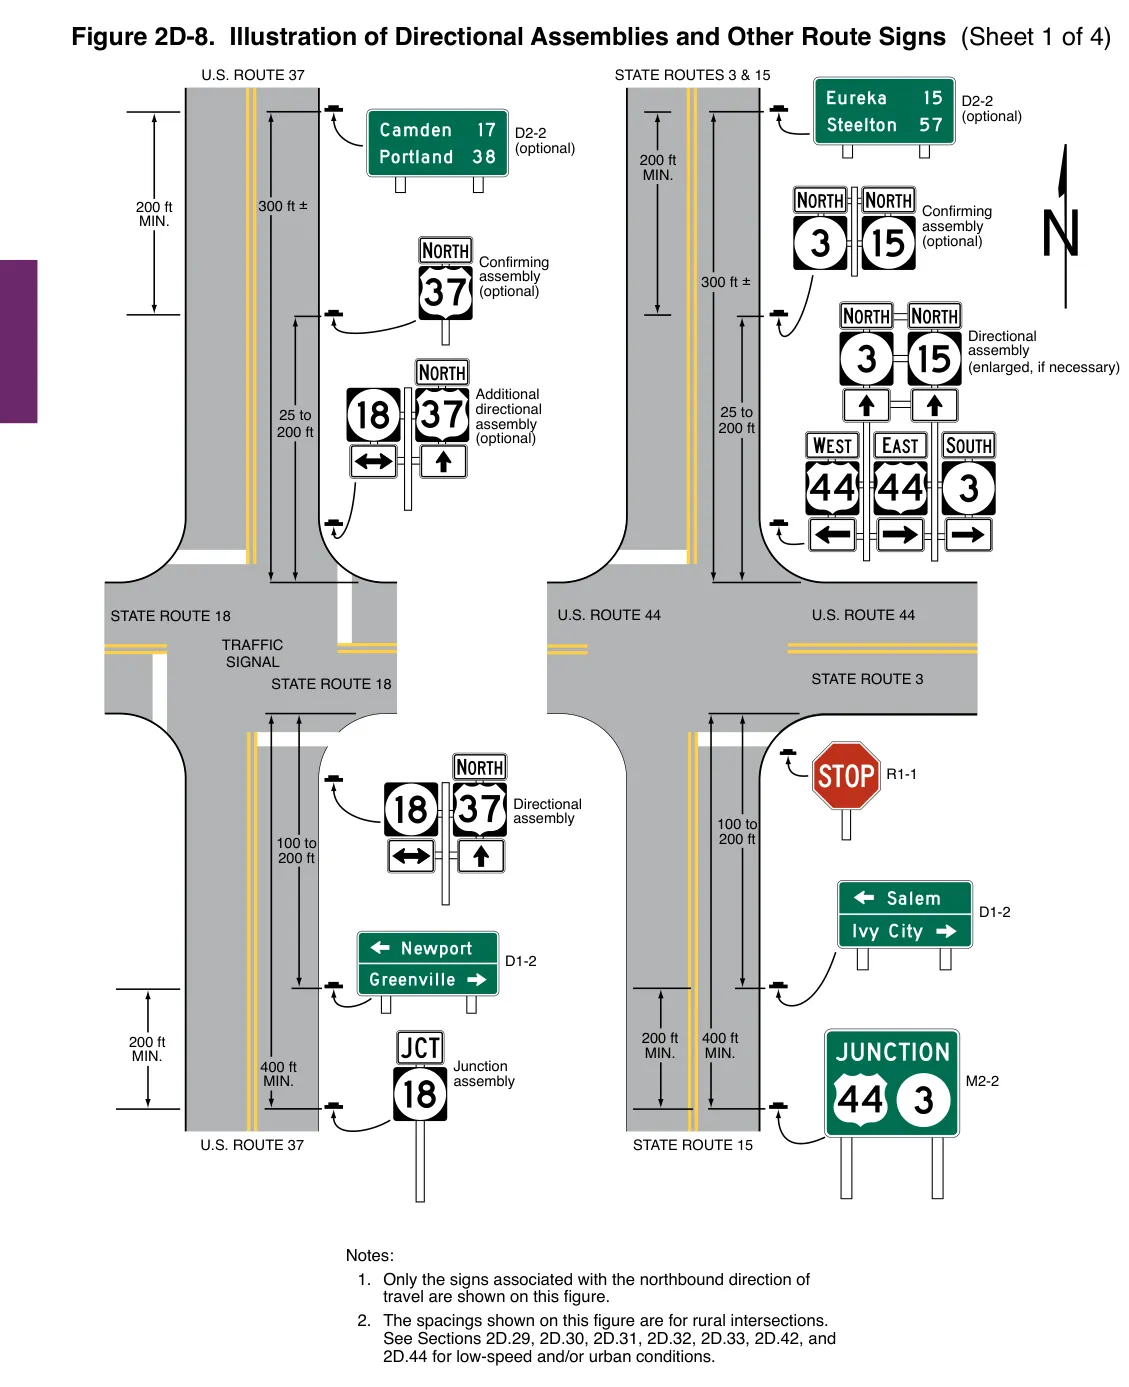 Figure 2D-8. Illustration of Directional Assemblies and Other Route Signs (Sheet 1 of 4)
U.S. ROUTE 37
200 ft
MIN.
300 ft ±
Camden 17
Portland 38
D2-2
(optional)
NORTH
37
Confirming
assembly
(optional)
25 to
200 ft
NORTH
18 37
Additional
directional
assembly
(optional)
STATE ROUTE 18
TRAFFIC
SIGNAL
STATE ROUTE 18
NORTH
18 37
Directional
assembly
100 to
200 ft
Newport
Greenville
D1-2
200 ft
MIN.
400 ft
MIN.
JCT
18
Junction
assembly
U.S. ROUTE 37
STATE ROUTES 3 & 15
200 ft
MIN.
300 ft ±
Eureka 15
Steelton 57
D2-2
(optional)
NORTH NORTH
3 15
Confirming
assembly
(optional)
NORTH NORTH
3 15
Directional
assembly
(enlarged, if necessary)
25 to
200 ft
WEST EAST SOUTH
44 44 3
U.S. ROUTE 44
U.S. ROUTE 44
STATE ROUTE 3
STOP
R1-1
100 to
200 ft
Salem
Ivy City
D1-2
200 ft
MIN.
400 ft
MIN.
JUNCTION
44 3
M2-2
STATE ROUTE 15
N
Notes:
1. Only the signs associated with the northbound direction of
travel are shown on this figure.
2. The spacings shown on this figure are for rural intersections.
See Sections 2D.29, 2D.30, 2D.31, 2D.32, 2D.33, 2D.42, and
2D.44 for low-speed and/or urban conditions.